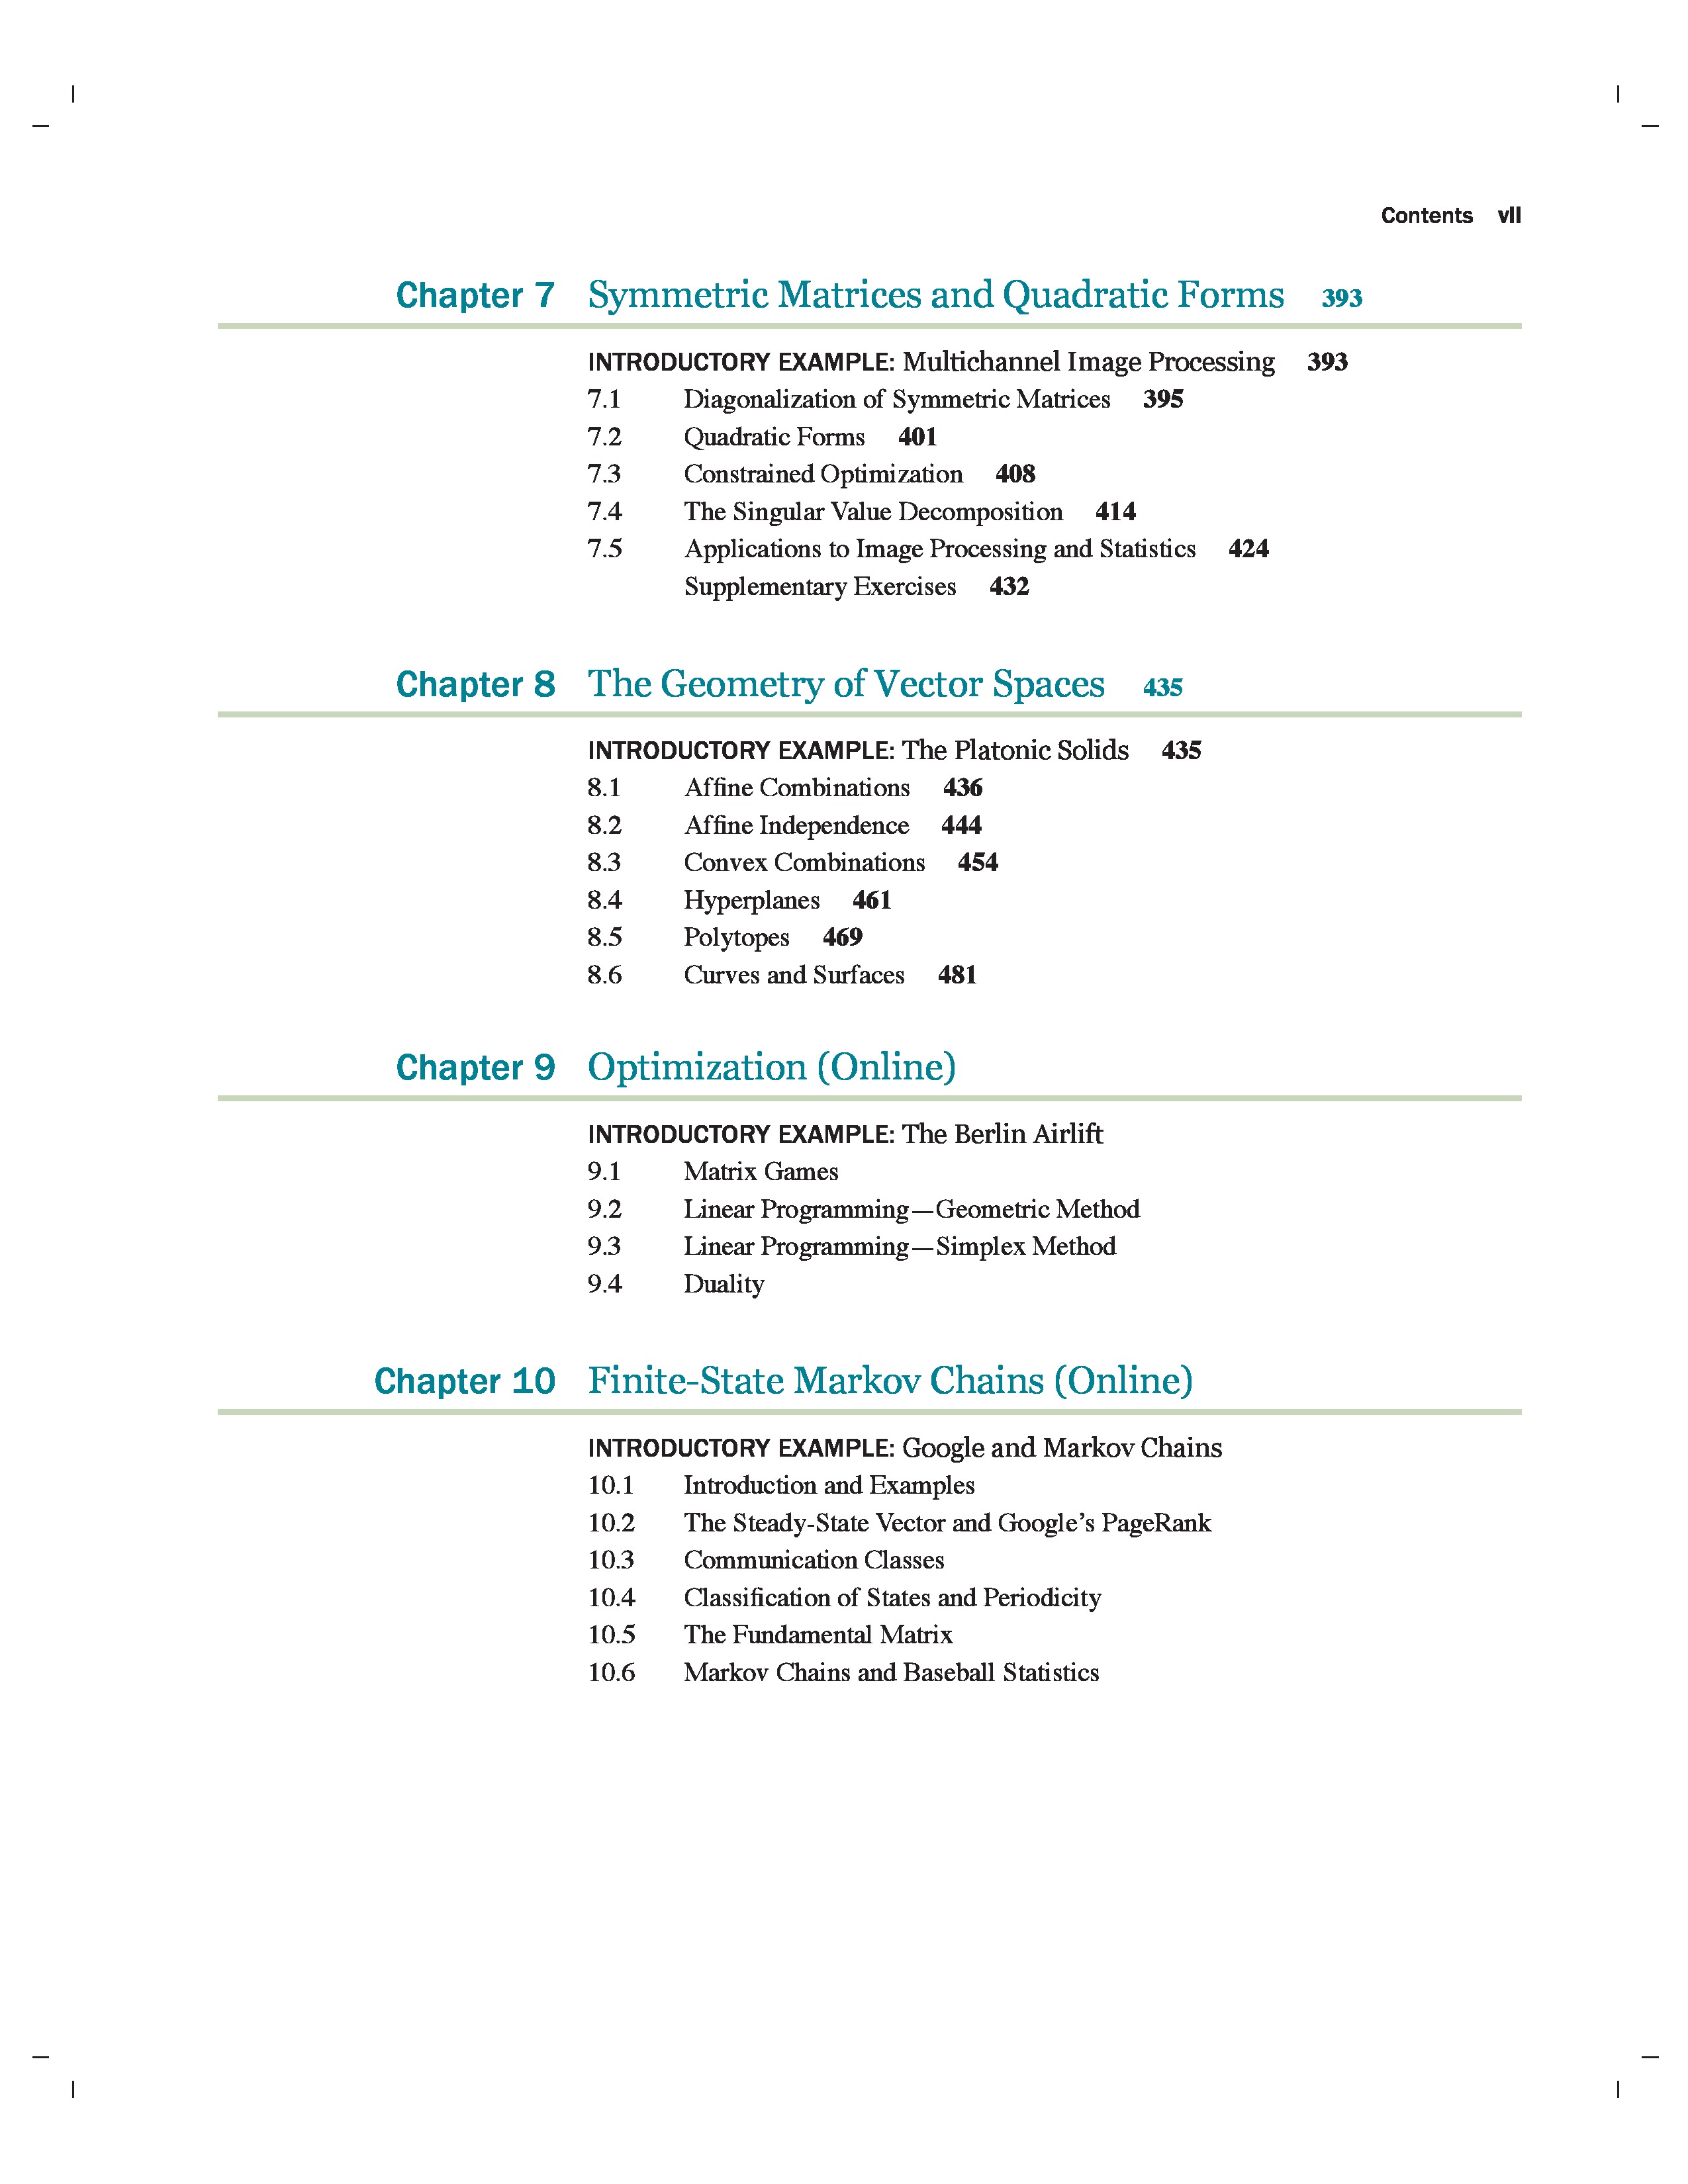 Contents vii
Chapter 7 Symmetric Matrices and Quadratic Forms 393
INTRODUCTORY EXAMPLE: Multichannel Image Processing 393
7.1 Diagonalization of Symmetric Matrices 395
7.2 Quadratic Forms 401
7.3 Constrained Optimization 408
7.4 The Singular Value Decomposition 414
7.5 Applications to Image Processing and Statistics 424
Supplementary Exercises 432
Chapter 8 The Geometry of Vector Spaces 435
INTRODUCTORY EXAMPLE: The Platonic Solids 435
8.1 Affine Combinations 436
8.2 Affine Independence 444
8.3 Convex Combinations 454
8.4 Hyperplanes 461
8.5 Polytopes 469
8.6 Curves and Surfaces 481
Chapter 9 Optimization (Online)
INTRODUCTORY EXAMPLE: The Berlin Airlift
9.1 Matrix Games
9.2 Linear Programming—Geometric Method
9.3 Linear Programming—Simplex Method
9.4 Duality
Chapter 10 Finite-State Markov Chains (Online)
INTRODUCTORY EXAMPLE: Google and Markov Chains
10.1 Introduction and Examples
10.2 The Steady-State Vector and Google’s PageRank
10.3 Communication Classes
10.4 Classification of States and Periodicity
10.5 The Fundamental Matrix
10.6 Markov Chains and Baseball Statistics